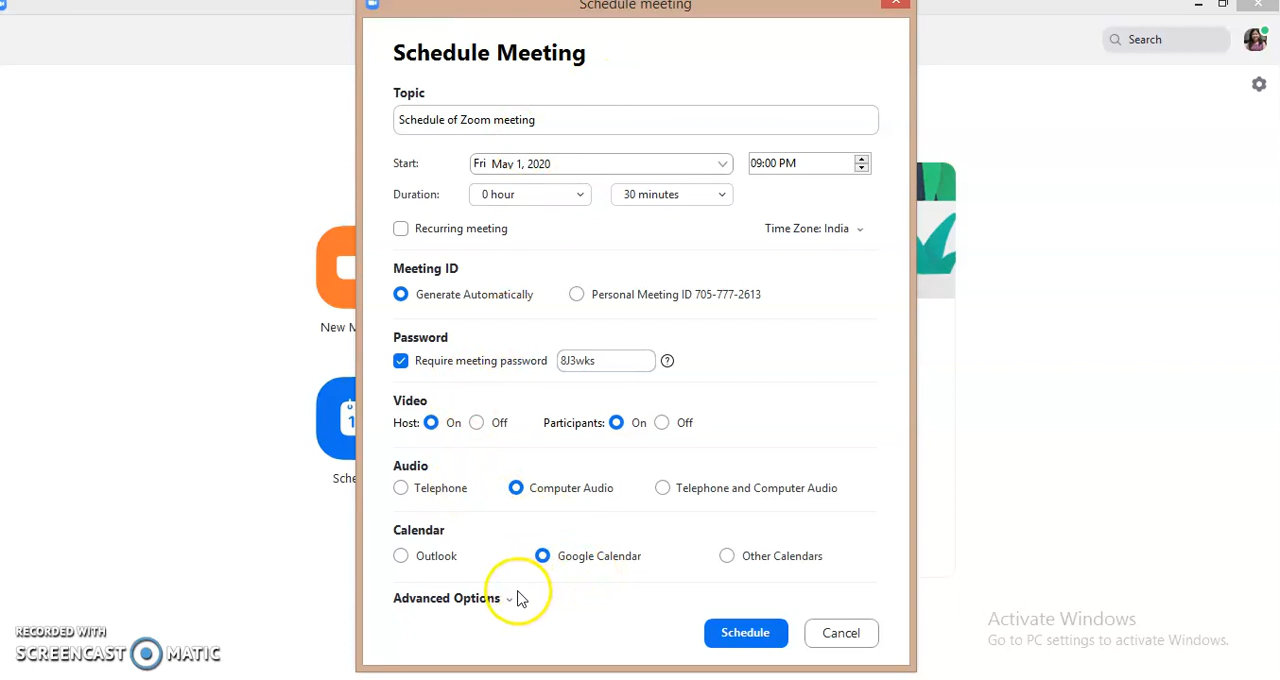 Schedule meeting
Search
Schedule Meeting
Topic
Schedule of Zoom meeting
Start: Fri May 1, 2020 09:00 PM
Duration: 0 hour 30 minutes
Recurring meeting Time Zone: India
Meeting ID
Generate Automatically Personal Meeting ID 705-777-2613
New M
Password
Require meeting password 8J3wks ?
Video
Host: On Off Participants: On Off
1
Audio
Sche
Telephone Computer Audio Telephone and Computer Audio
Calendar
Outlook Google Calendar Other Calendars
Advanced Options
Schedule Cancel
Activate Windows
Go to PC settings to activate Windows.
RECORDED WITH
SCREENCAST MATIC